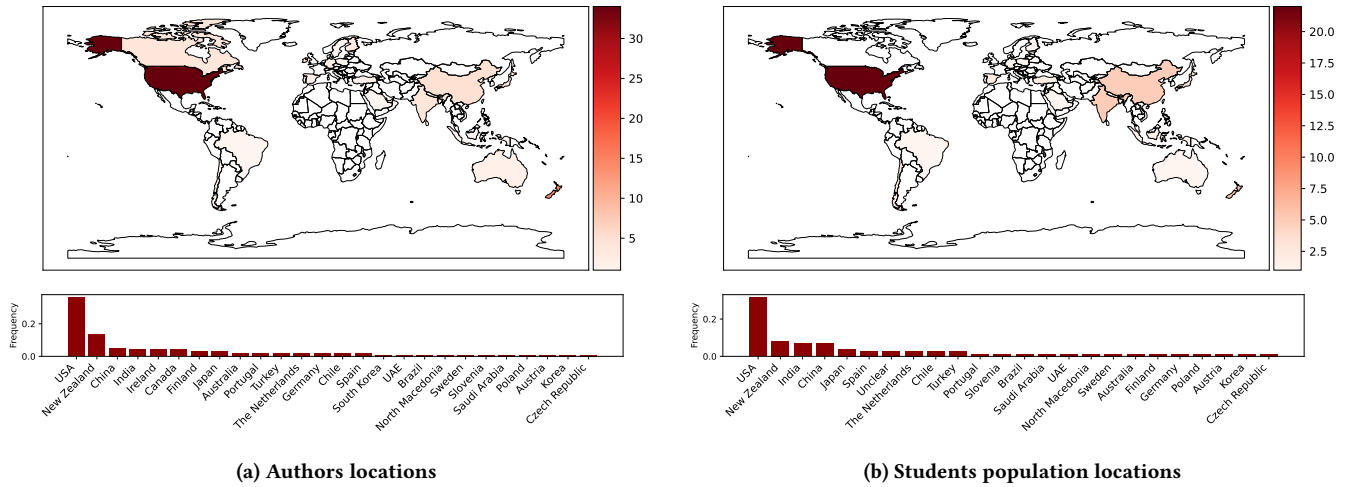 30
25
20
15
10
5
20.0
17.5
15.0
12.5
10.0
7.5
5.0
2.5
Frequency
0.2
0.0
USA
New Zealand
China
India
Ireland
Canada
Finland
Japan
Australia
Portugal
Turkey
The Netherlands
Germany
Chile
Spain
South Korea
UAE
Brazil
North Macedonia
Sweden
Slovenia
Saudi Arabia
Poland
Austria
Korea
Czech Republic
Frequency
0.2
0.0
USA
New Zealand
India
China
Japan
Spain
Unclear
The Netherlands
Chile
Turkey
Portugal
Slovenia
Brazil
Saudi Arabia
UAE
North Macedonia
Sweden
Australia
Finland
Germany
Poland
Austria
Korea
Czech Republic
(a) Authors locations
(b) Students population locations